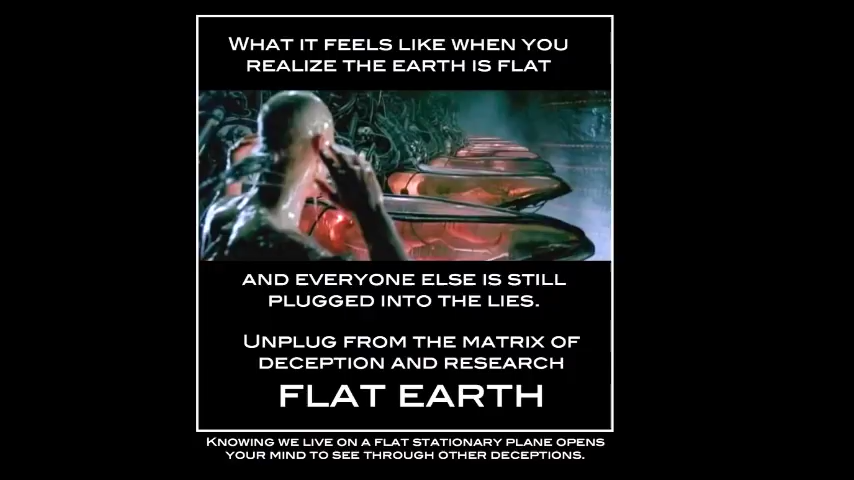 What it feels like when you
realize the earth is flat
and everyone else is still
plugged into the lies.
Unplug from the matrix of
deception and research
FLAT EARTH
Knowing we live on a flat stationary plane opens
your mind to see through other deceptions.